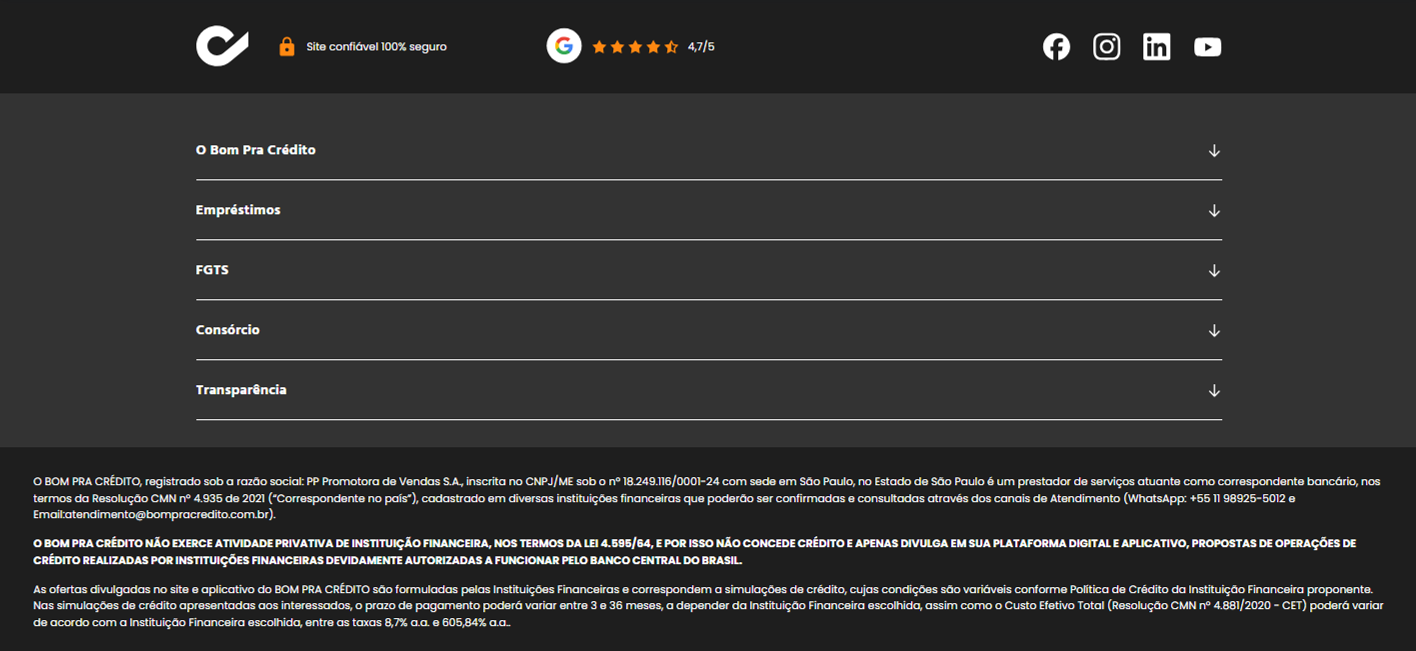 Site confiável 100% seguro
4,7/5
O Bom Pra Crédito
Empréstimos
FGTS
Consórcio
Transparência
O BOM PRA CRÉDITO, registrado sob a razão social: PP Promotora de Vendas S.A., inscrita no CNPJ/ME sob o nº 18.249.116/0001-24 com sede em São Paulo, no Estado de São Paulo é um prestador de serviços atuante como correspondente bancário, nos
termos da Resolução CMN nº 4.935 de 2021 (“Correspondente no país”), cadastrado em diversas instituições financeiras que poderão ser confirmadas e consultadas através dos canais de Atendimento (WhatsApp: +55 11 98925-5012 e
Email:atendimento@bompracredito.com.br).
O BOM PRA CRÉDITO NÃO EXERCE ATIVIDADE PRIVATIVA DE INSTITUIÇÃO FINANCEIRA, NOS TERMOS DA LEI 4.595/64, E POR ISSO NÃO CONCEDE CRÉDITO E APENAS DIVULGA EM SUA PLATAFORMA DIGITAL E APLICATIVO, PROPOSTAS DE OPERAÇÕES DE
CRÉDITO REALIZADAS POR INSTITUIÇÕES FINANCEIRAS DEVIDAMENTE AUTORIZADAS A FUNCIONAR PELO BANCO CENTRAL DO BRASIL.
As ofertas divulgadas no site e aplicativo do BOM PRA CRÉDITO são formuladas pelas Instituições Financeiras e correspondem a simulações de crédito, cujas condições são variáveis conforme Política de Crédito da Instituição Financeira proponente.
Nas simulações de crédito apresentadas aos interessados, o prazo de pagamento poderá variar entre 3 e 36 meses, a depender da Instituição Financeira escolhida, assim como o Custo Efetivo Total (Resolução CMN nº 4.881/2020 - CET) poderá variar
de acordo com a Instituição Financeira escolhida, entre as taxas 8,7% a.a. e 605,84% a.a..